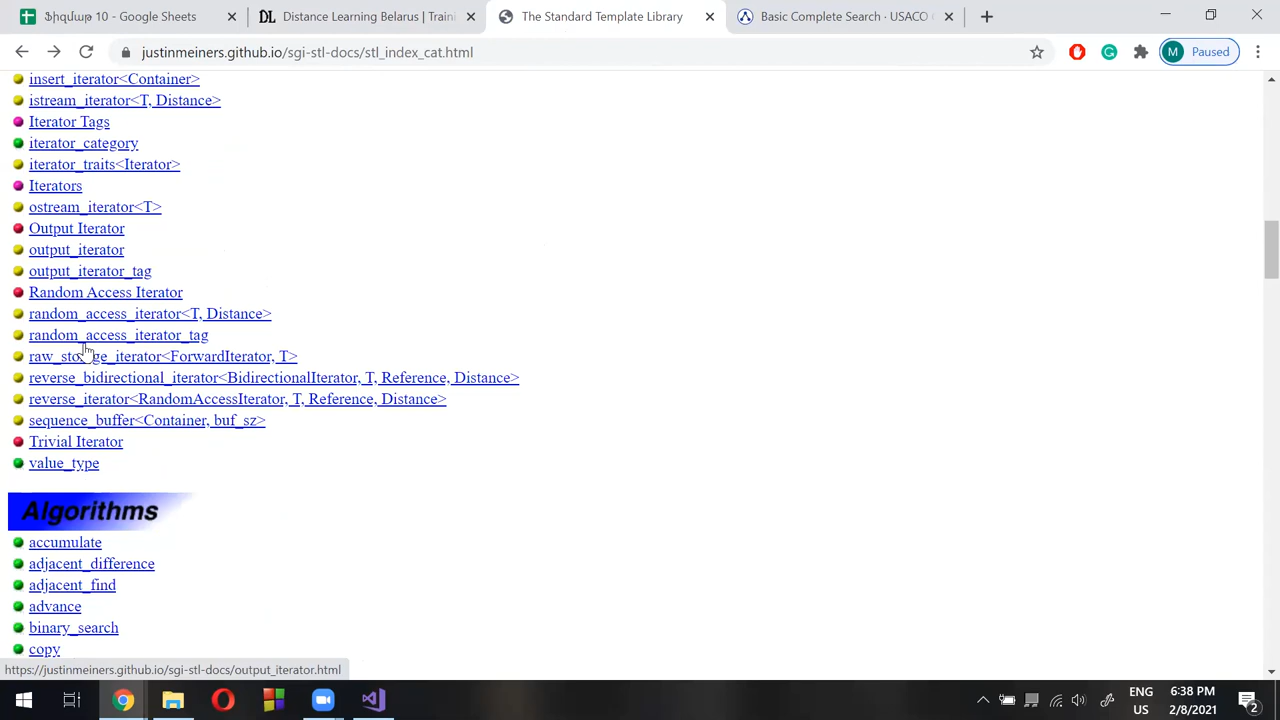 Ֆիզմաթ 10 - Google Sheets
DL Distance Learning Belarus | Traini
The Standard Template Library
Basic Complete Search · USACO
justinmeiners.github.io/sgi-stl-docs/stl_index_cat.html
M Paused
insert_iterator<Container>
istream_iterator<T, Distance>
Iterator Tags
iterator_category
iterator_traits<Iterator>
Iterators
ostream_iterator<T>
Output Iterator
output_iterator
output_iterator_tag
Random Access Iterator
random_access_iterator<T, Distance>
random_access_iterator_tag
raw_storage_iterator<ForwardIterator, T>
reverse_bidirectional_iterator<BidirectionalIterator, T, Reference, Distance>
reverse_iterator<RandomAccessIterator, T, Reference, Distance>
sequence_buffer<Container, buf_sz>
Trivial Iterator
value_type
Algorithms
accumulate
adjacent_difference
adjacent_find
advance
binary_search
copy
https://justinmeiners.github.io/sgi-stl-docs/output_iterator.html
ENG
US
6:38 PM
2/8/2021
2